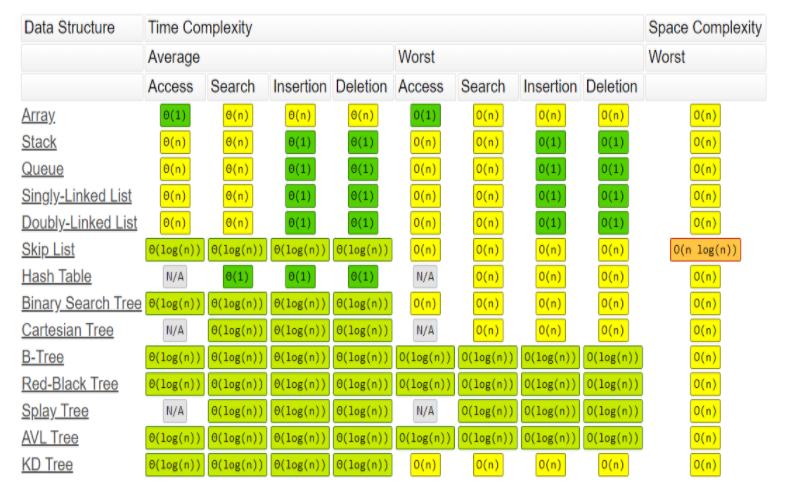 Data Structure Time Complexity Space Complexity
Average Worst Worst
Access Search Insertion Deletion Access Search Insertion Deletion
Array Θ(1) Θ(n) Θ(n) Θ(n) O(1) O(n) O(n) O(n) O(n)
Stack Θ(n) Θ(n) Θ(1) Θ(1) O(n) O(n) O(1) O(1) O(n)
Queue Θ(n) Θ(n) Θ(1) Θ(1) O(n) O(n) O(1) O(1) O(n)
Singly-Linked List Θ(n) Θ(n) Θ(1) Θ(1) O(n) O(n) O(1) O(1) O(n)
Doubly-Linked List Θ(n) Θ(n) Θ(1) Θ(1) O(n) O(n) O(1) O(1) O(n)
Skip List Θ(log(n)) Θ(log(n)) Θ(log(n)) Θ(log(n)) O(n) O(n) O(n) O(n) O(n log(n))
Hash Table N/A Θ(1) Θ(1) Θ(1) N/A O(n) O(n) O(n) O(n)
Binary Search Tree Θ(log(n)) Θ(log(n)) Θ(log(n)) Θ(log(n)) O(n) O(n) O(n) O(n) O(n)
Cartesian Tree N/A Θ(log(n)) Θ(log(n)) Θ(log(n)) N/A O(n) O(n) O(n) O(n)
B-Tree Θ(log(n)) Θ(log(n)) Θ(log(n)) Θ(log(n)) O(log(n)) O(log(n)) O(log(n)) O(log(n)) O(n)
Red-Black Tree Θ(log(n)) Θ(log(n)) Θ(log(n)) Θ(log(n)) O(log(n)) O(log(n)) O(log(n)) O(log(n)) O(n)
Splay Tree N/A Θ(log(n)) Θ(log(n)) Θ(log(n)) N/A O(log(n)) O(log(n)) O(log(n)) O(n)
AVL Tree Θ(log(n)) Θ(log(n)) Θ(log(n)) Θ(log(n)) O(log(n)) O(log(n)) O(log(n)) O(log(n)) O(n)
KD Tree Θ(log(n)) Θ(log(n)) Θ(log(n)) Θ(log(n)) O(n) O(n) O(n) O(n) O(n)